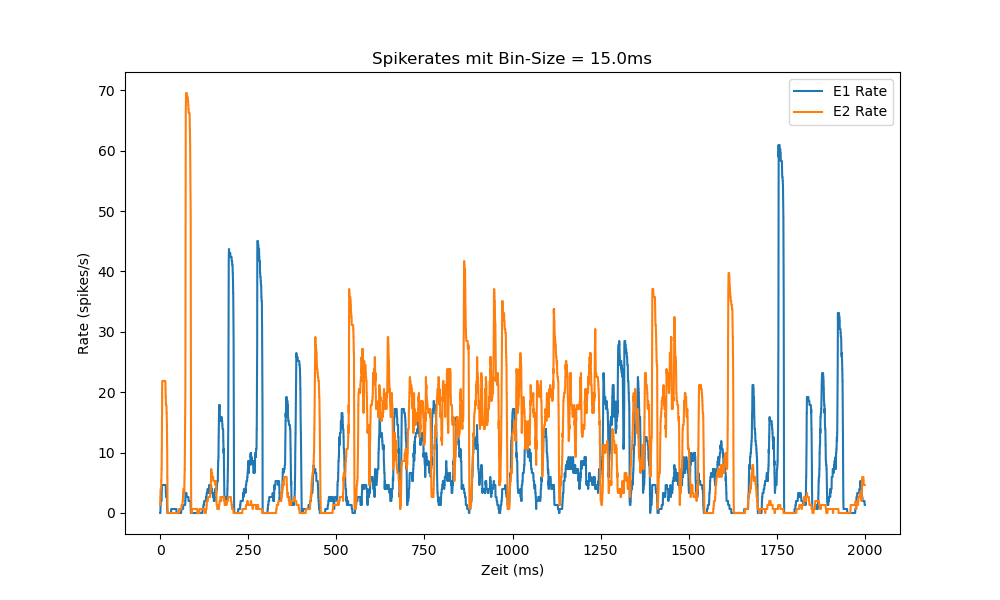 Spikerates mit Bin-Size = 15.0ms
E1 Rate
E2 Rate
Rate (spikes/s)
70
60
50
40
30
20
10
0
0 250 500 750 1000 1250 1500 1750 2000
Zeit (ms)